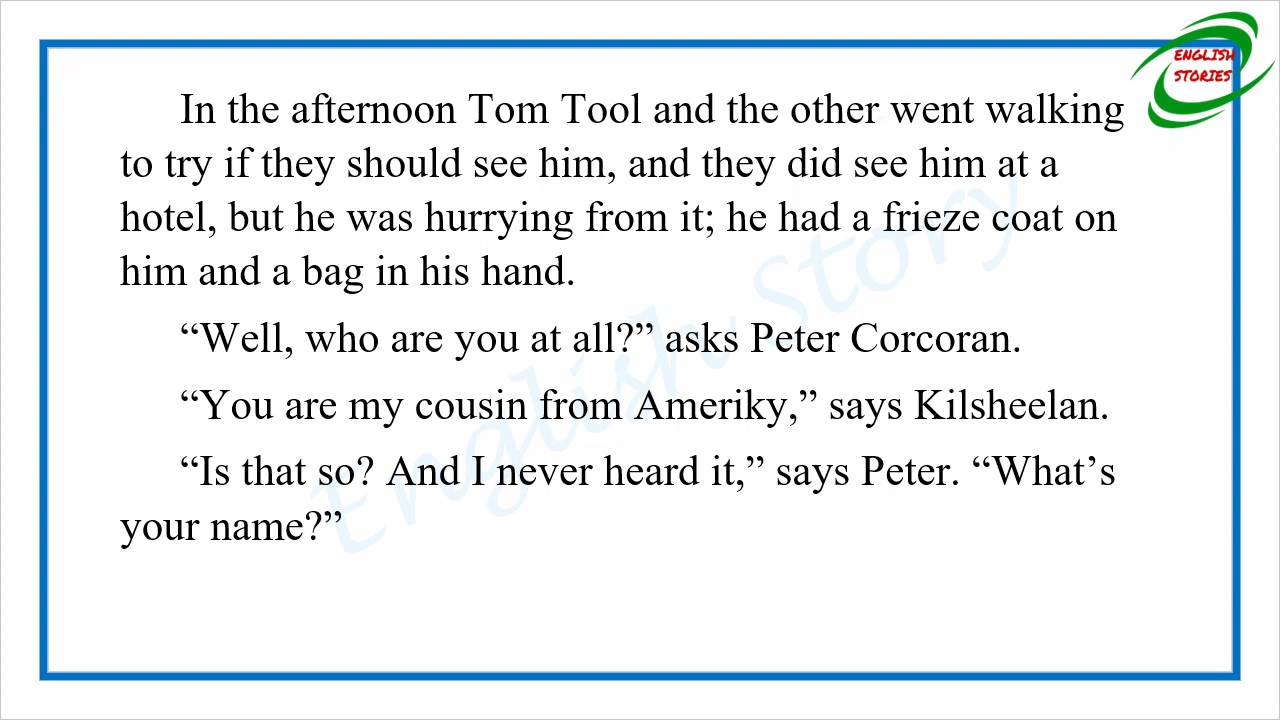 ENGLISH
STORIES
In the afternoon Tom Tool and the other went walking
to try if they should see him, and they did see him at a
hotel, but he was hurrying from it; he had a frieze coat on
him and a bag in his hand.
“Well, who are you at all?” asks Peter Corcoran.
“You are my cousin from Ameriky,” says Kilsheelan.
“Is that so? And I never heard it,” says Peter. “What’s
your name?”
English Story